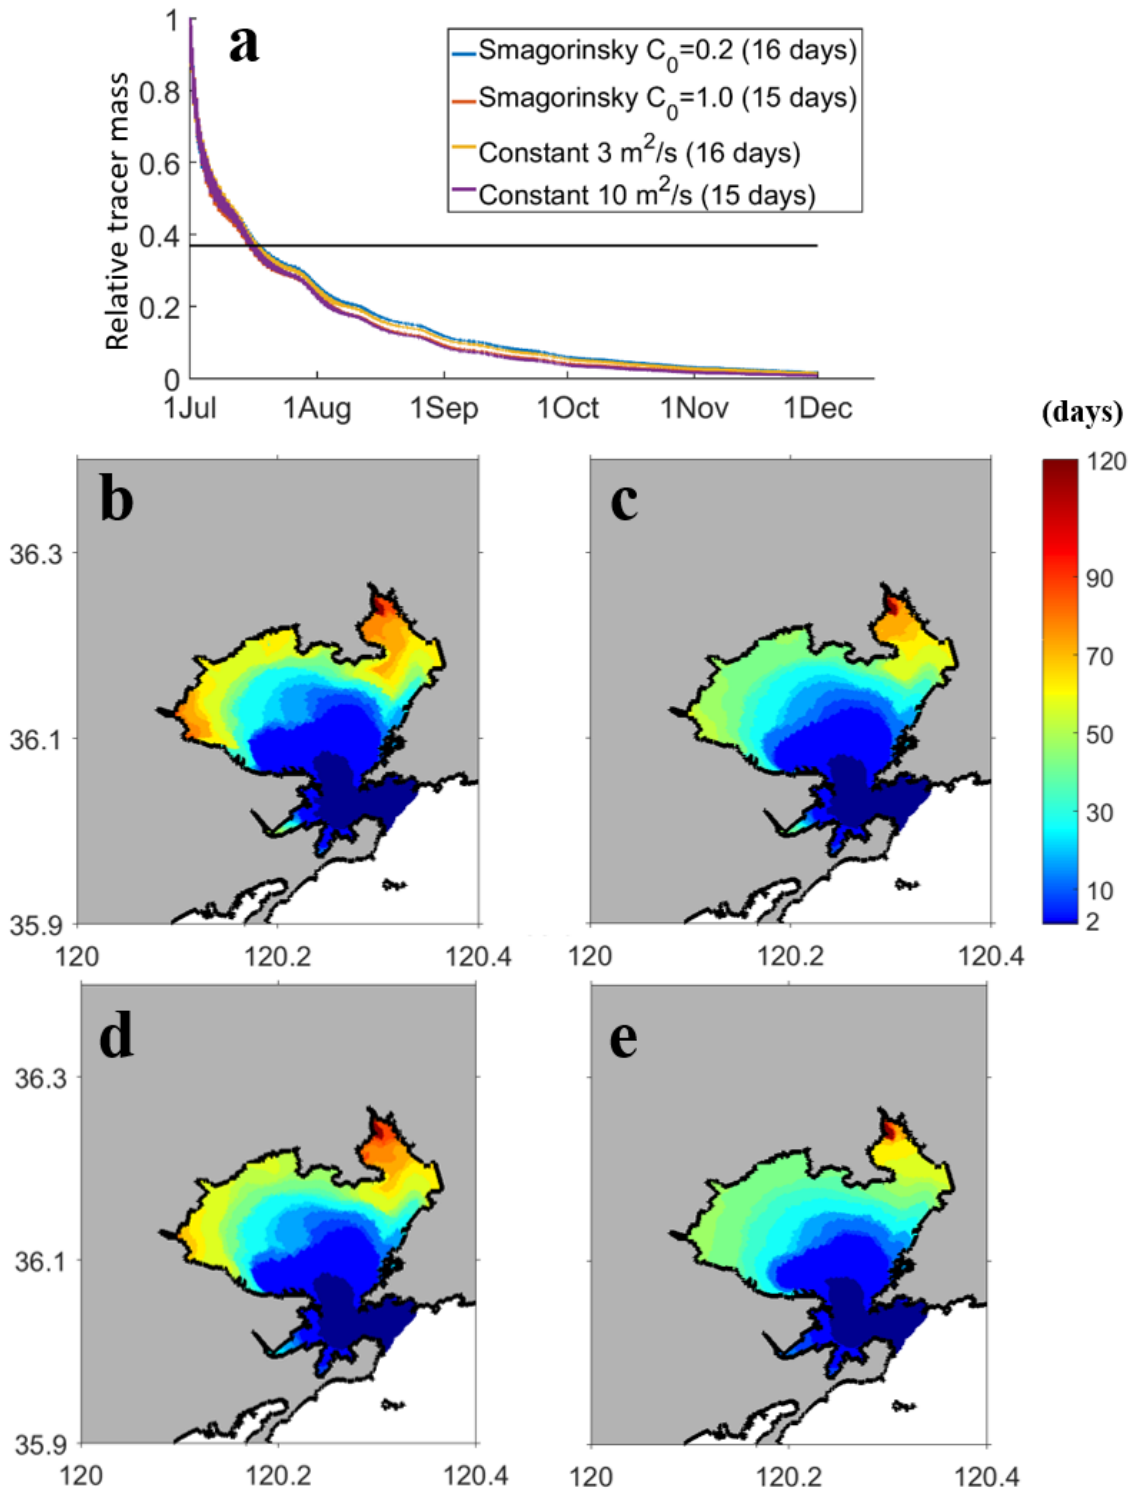 a
Relative tracer mass
1
0.8
0.6
0.4
0.2
0
1Jul 1Aug 1Sep 1Oct 1Nov 1Dec
Smagorinsky C₀=0.2 (16 days)
Smagorinsky C₀=1.0 (15 days)
Constant 3 m²/s (16 days)
Constant 10 m²/s (15 days)
(days)
120
90
70
50
30
10
2
b
36.3
36.1
35.9
120 120.2 120.4
c
120 120.2 120.4
d
36.3
36.1
35.9
120 120.2 120.4
e
120 120.2 120.4